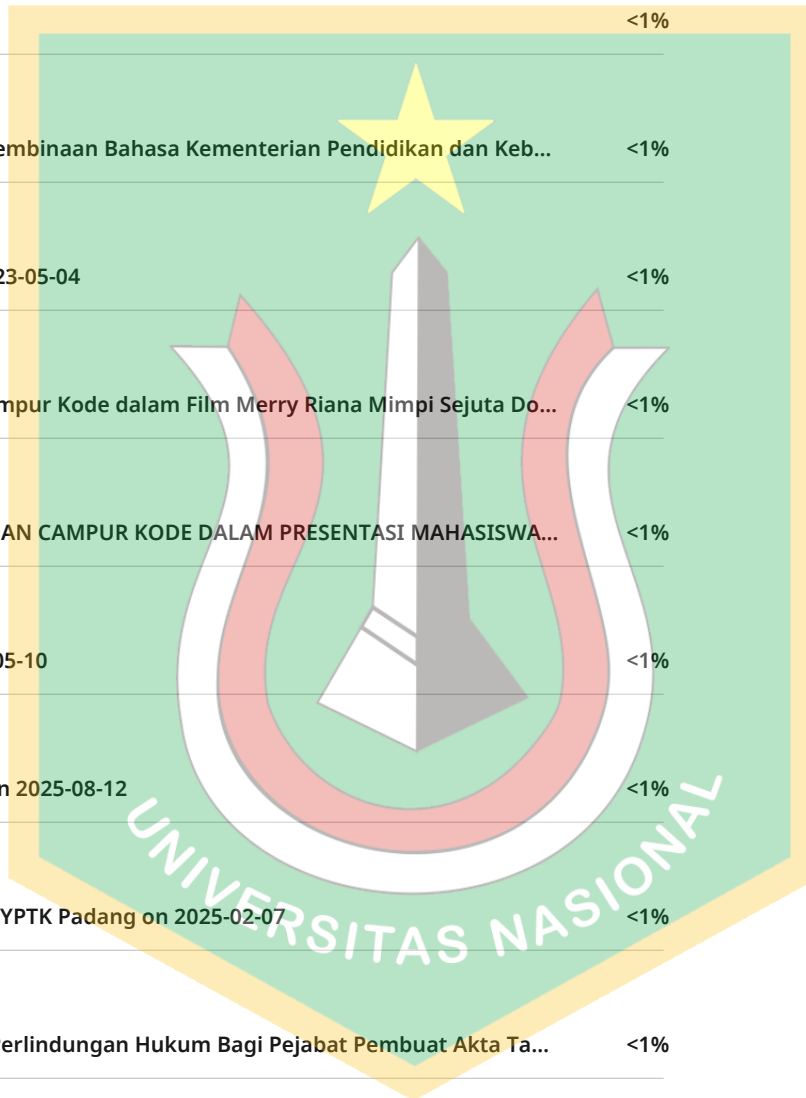 <1%
embinaan Bahasa Kementerian Pendidikan dan Keb... <1%
23-05-04 <1%
mpur Kode dalam Film Merry Riana Mimpi Sejuta Do... <1%
AN CAMPUR KODE DALAM PRESENTASI MAHASISWA... <1%
05-10 <1%
n 2025-08-12 <1%
YPTK Padang on 2025-02-07 <1%
Perlindungan Hukum Bagi Pejabat Pembuat Akta Ta... <1%
UNIVERSITAS NASIONAL